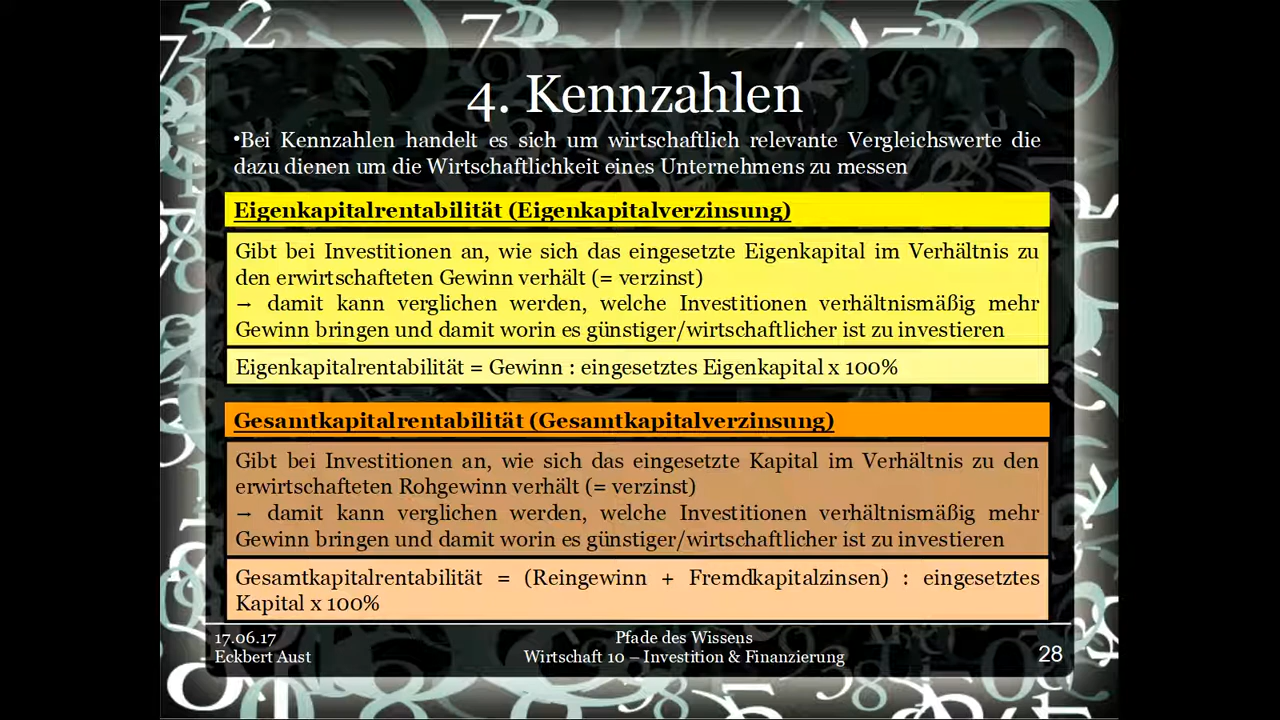 4. Kennzahlen
•Bei Kennzahlen handelt es sich um wirtschaftlich relevante Vergleichswerte die
dazu dienen um die Wirtschaftlichkeit eines Unternehmens zu messen
Eigenkapitalrentabilität (Eigenkapitalverzinsung)
Gibt bei Investitionen an, wie sich das eingesetzte Eigenkapital im Verhältnis zu
den erwirtschafteten Gewinn verhält (= verzinst)
→ damit kann verglichen werden, welche Investitionen verhältnismäßig mehr
Gewinn bringen und damit worin es günstiger/wirtschaftlicher ist zu investieren
Eigenkapitalrentabilität = Gewinn : eingesetztes Eigenkapital x 100%
Gesamtkapitalrentabilität (Gesamtkapitalverzinsung)
Gibt bei Investitionen an, wie sich das eingesetzte Kapital im Verhältnis zu den
erwirtschafteten Rohgewinn verhält (= verzinst)
→ damit kann verglichen werden, welche Investitionen verhältnismäßig mehr
Gewinn bringen und damit worin es günstiger/wirtschaftlicher ist zu investieren
Gesamtkapitalrentabilität = (Reingewinn + Fremdkapitalzinsen) : eingesetztes
Kapital x 100%
17.06.17
Eckbert Aust
Pfade des Wissens
Wirtschaft 10 – Investition & Finanzierung
28